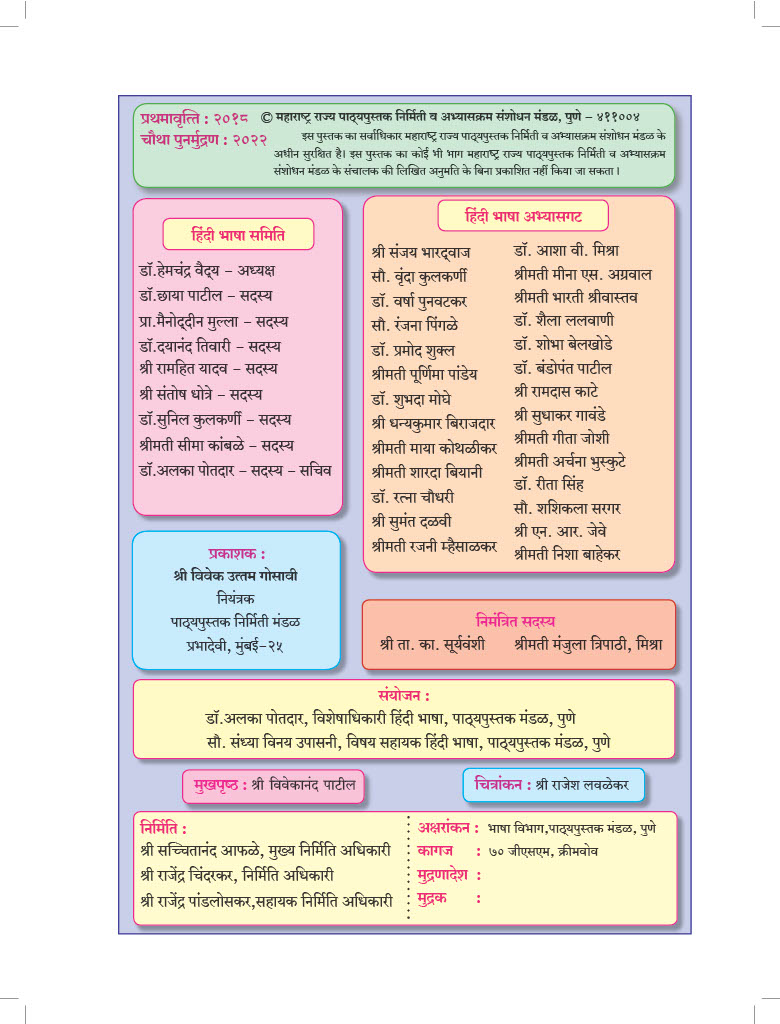 प्रथमावृत्ति : २०१८
चौथा पुनर्मुद्रण : २०२२
© महाराष्ट्र राज्य पाठ्यपुस्तक निर्मिती व अभ्यासक्रम संशोधन मंडळ, पुणे – ४११००४
इस पुस्तक का सर्वाधिकार महाराष्ट्र राज्य पाठ्यपुस्तक निर्मिती व अभ्यासक्रम संशोधन मंडळ के
अधीन सुरक्षित है। इस पुस्तक का कोई भी भाग महाराष्ट्र राज्य पाठ्यपुस्तक निर्मिती व अभ्यासक्रम
संशोधन मंडळ के संचालक की लिखित अनुमति के बिना प्रकाशित नहीं किया जा सकता।
हिंदी भाषा समिति
डॉ.हेमचंद्र वैद्य – अध्यक्ष
डॉ.छाया पाटील – सदस्य
प्रा.मैनोद्दीन मुल्ला – सदस्य
डॉ.दयानंद तिवारी – सदस्य
श्री रामहित यादव – सदस्य
श्री संतोष धोत्रे – सदस्य
डॉ.सुनिल कुलकर्णी – सदस्य
श्रीमती सीमा कांबळे – सदस्य
डॉ.अलका पोतदार – सदस्य – सचिव
हिंदी भाषा अभ्यासगट
श्री संजय भारद्वाज
सौ. वृंदा कुलकर्णी
डॉ. वर्षा पुनवटकर
सौ. रंजना पिंगळे
डॉ. प्रमोद शुक्ल
श्रीमती पूर्णिमा पांडेय
डॉ. शुभदा मोघे
श्री धन्यकुमार बिराजदार
श्रीमती माया कोथळीकर
श्रीमती शारदा बियानी
डॉ. रत्ना चौधरी
श्री सुमंत दळवी
श्रीमती रजनी म्हैसाळकर
डॉ. आशा वी. मिश्रा
श्रीमती मीना एस. अग्रवाल
श्रीमती भारती श्रीवास्तव
डॉ. शैला ललवाणी
डॉ. शोभा बेलखोडे
डॉ. बंडोपंत पाटील
श्री रामदास काटे
श्री सुधाकर गावंडे
श्रीमती गीता जोशी
श्रीमती अर्चना भुस्कुटे
डॉ. रीता सिंह
सौ. शशिकला सरगर
श्री एन. आर. जेवे
श्रीमती निशा बाहेकर
प्रकाशक :
श्री विवेक उत्तम गोसावी
नियंत्रक
पाठ्यपुस्तक निर्मिती मंडळ
प्रभादेवी, मुंबई–२५
निमंत्रित सदस्य
श्री ता. का. सूर्यवंशी श्रीमती मंजुला त्रिपाठी, मिश्रा
संयोजन :
डॉ.अलका पोतदार, विशेषाधिकारी हिंदी भाषा, पाठ्यपुस्तक मंडळ, पुणे
सौ. संध्या विनय उपासनी, विषय सहायक हिंदी भाषा, पाठ्यपुस्तक मंडळ, पुणे
मुखपृष्ठ : श्री विवेकानंद पाटील
चित्रांकन : श्री राजेश लवळेकर
निर्मिति :
श्री सच्चितानंद आफळे, मुख्य निर्मिति अधिकारी
श्री राजेंद्र चिंदरकर, निर्मिति अधिकारी
श्री राजेंद्र पांडलोसकर,सहायक निर्मिति अधिकारी
अक्षरांकन : भाषा विभाग,पाठ्यपुस्तक मंडळ, पुणे
कागज : ७० जीएसएम, क्रीमवोव
मुद्रणादेश :
मुद्रक :